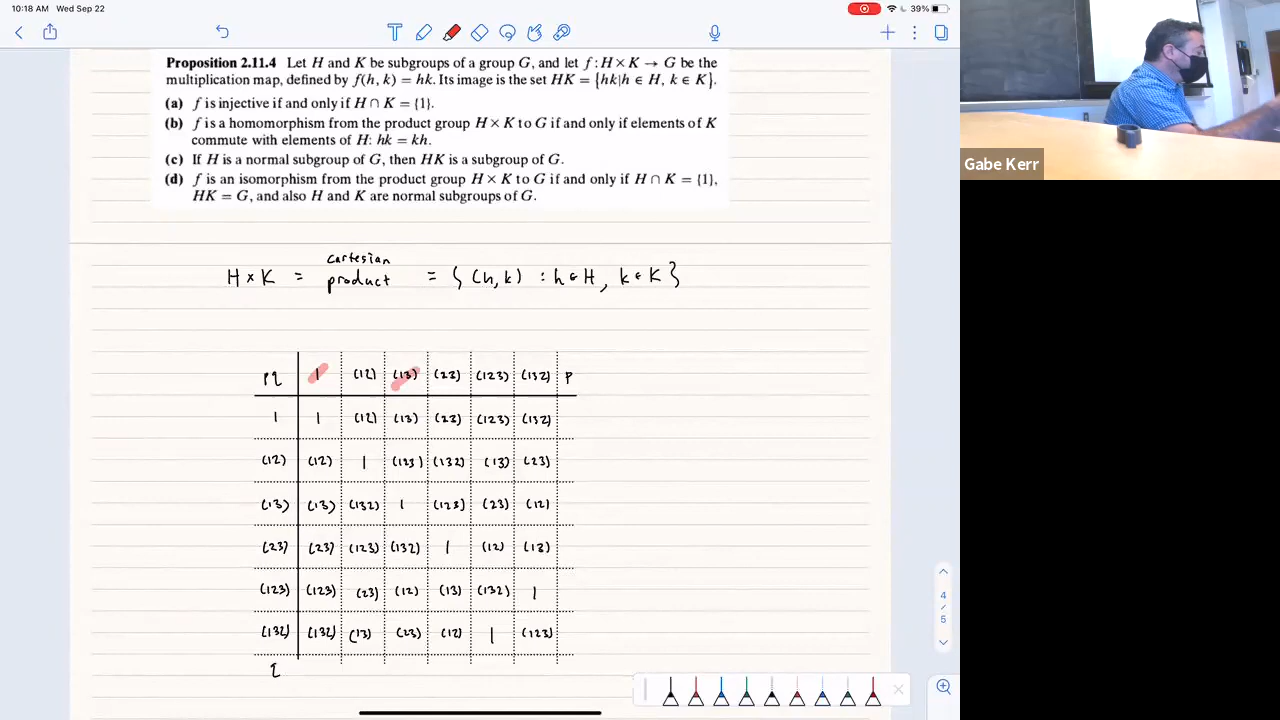 10:18 AM Wed Sep 22
39%
Proposition 2.11.4 Let H and K be subgroups of a group G, and let f : H × K → G be the
multiplication map, defined by f(h, k) = hk. Its image is the set HK = {hk|h ∈ H, k ∈ K}.
(a) f is injective if and only if H ∩ K = {1}.
(b) f is a homomorphism from the product group H × K to G if and only if elements of K
commute with elements of H: hk = kh.
(c) If H is a normal subgroup of G, then HK is a subgroup of G.
(d) f is an isomorphism from the product group H × K to G if and only if H ∩ K = {1},
HK = G, and also H and K are normal subgroups of G.
Gabe Kerr
H × K = cartesian product = { (h, k) : h ∈ H, k ∈ K }
pq 1 (12) (13) (23) (123) (132) p
1 1 (12) (13) (23) (123) (132)
(12) (12) 1 (123) (132) (13) (23)
(13) (13) (132) 1 (123) (23) (12)
(23) (23) (123) (132) 1 (12) (13)
(123) (123) (23) (12) (13) (132) 1
(132) (132) (13) (23) (12) 1 (123)
q
4
/
5